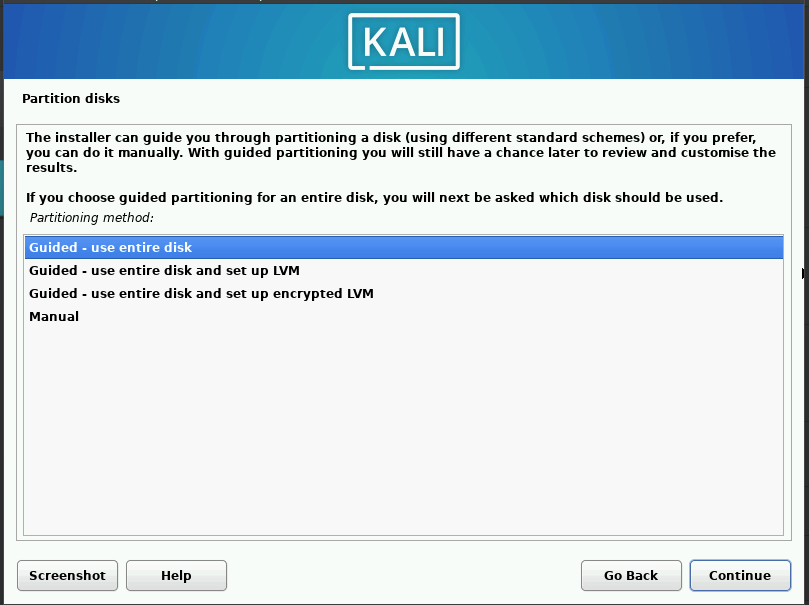 KALI
Partition disks
The installer can guide you through partitioning a disk (using different standard schemes) or, if you prefer,
you can do it manually. With guided partitioning you will still have a chance later to review and customise the
results.
If you choose guided partitioning for an entire disk, you will next be asked which disk should be used.
Partitioning method:
Guided - use entire disk
Guided - use entire disk and set up LVM
Guided - use entire disk and set up encrypted LVM
Manual
Screenshot Help Go Back Continue